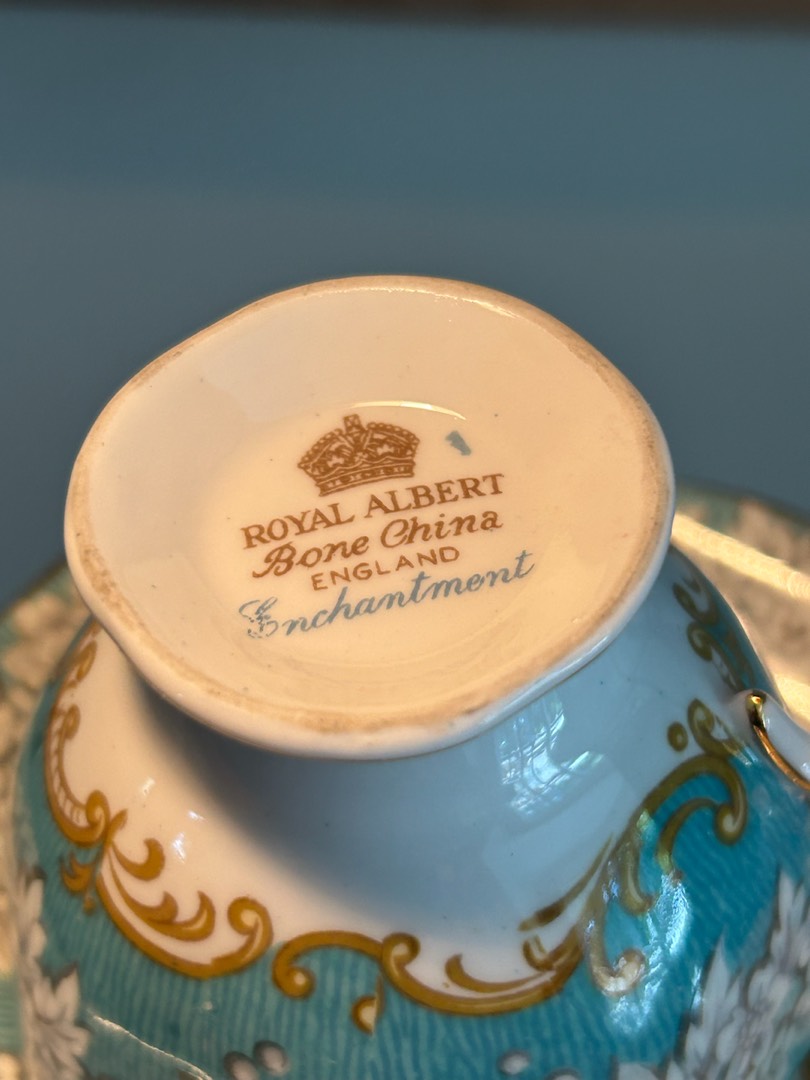 ROYAL ALBERT
Bone China
ENGLAND
Enchantment